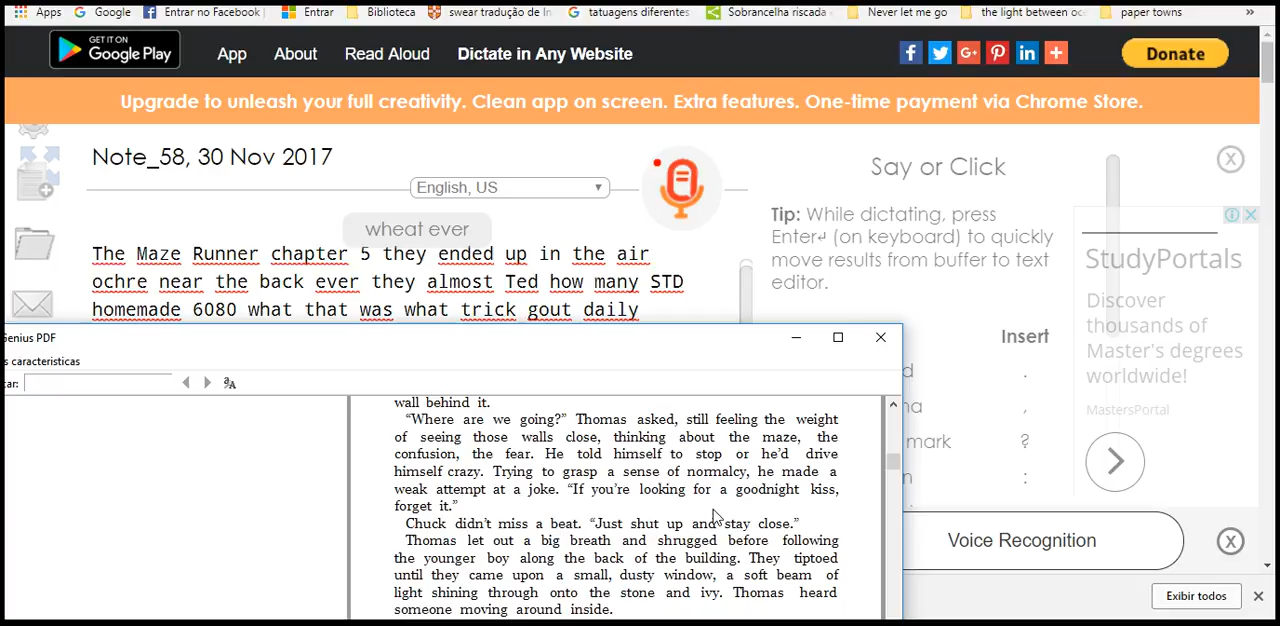 Apps Google Entrar no Facebook Entrar Biblioteca swear tradução de In tatuagens diferentes Sobrancelha riscada Never let me go the light between oce paper towns »
GET IT ON
Google Play
App About Read Aloud Dictate in Any Website
Donate
Upgrade to unleash your full creativity. Clean app on screen. Extra features. One-time payment via Chrome Store.
Note_58, 30 Nov 2017
English, US
wheat ever
The Maze Runner chapter 5 they ended up in the air
ochre near the back ever they almost Ted how many STD
homemade 6080 what that was what trick gout daily
Say or Click
Tip: While dictating, press
Enter↵ (on keyboard) to quickly
move results from buffer to text
editor.
Insert
.
,
mark ?
:
StudyPortals
Discover
thousands of
Master's degrees
worldwide!
MastersPortal
Voice Recognition
Exibir todos
Genius PDF
s caracteristicas
car:
wall behind it.
"Where are we going?" Thomas asked, still feeling the weight
of seeing those walls close, thinking about the maze, the
confusion, the fear. He told himself to stop or he'd drive
himself crazy. Trying to grasp a sense of normalcy, he made a
weak attempt at a joke. "If you're looking for a goodnight kiss,
forget it."
Chuck didn't miss a beat. "Just shut up and stay close."
Thomas let out a big breath and shrugged before following
the younger boy along the back of the building. They tiptoed
until they came upon a small, dusty window, a soft beam of
light shining through onto the stone and ivy. Thomas heard
someone moving around inside.